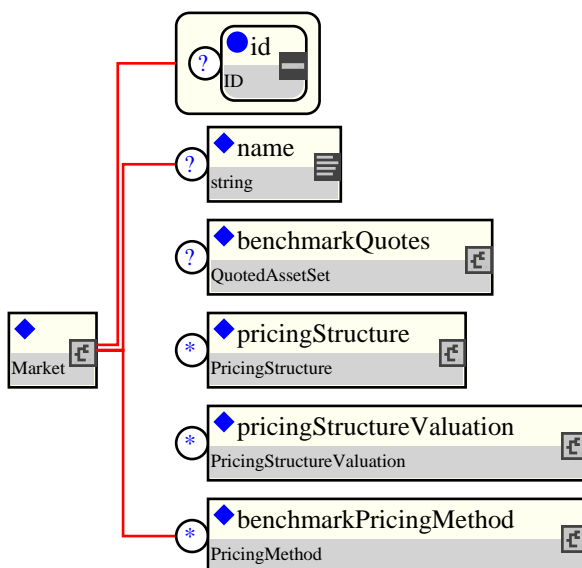 id
?
ID
name
?
string
benchmarkQuotes
?
QuotedAssetSet
Market
pricingStructure
*
PricingStructure
pricingStructureValuation
*
PricingStructureValuation
benchmarkPricingMethod
*
PricingMethod